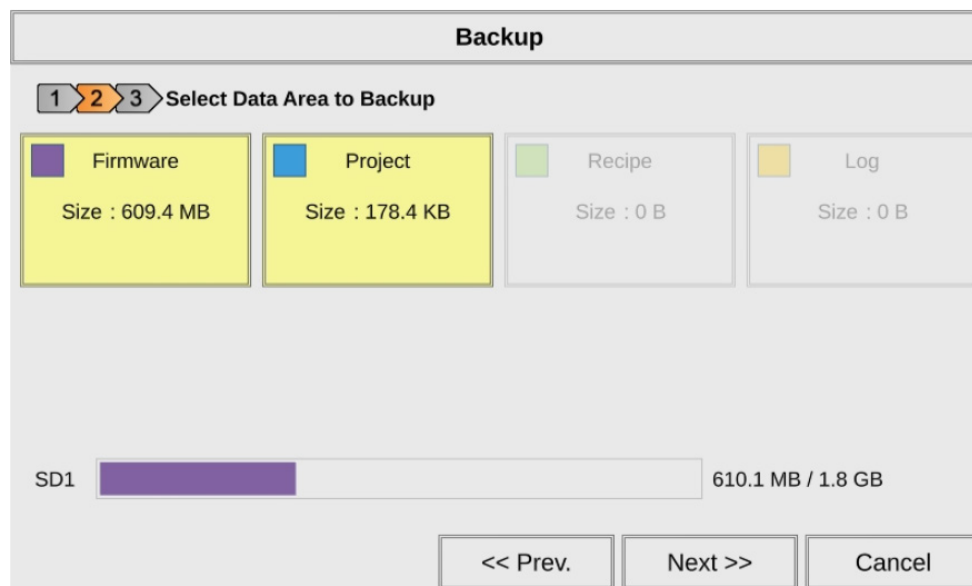 Backup
1 2 3 Select Data Area to Backup
Firmware
Size : 609.4 MB
Project
Size : 178.4 KB
Recipe
Size : 0 B
Log
Size : 0 B
SD1
610.1 MB / 1.8 GB
<< Prev.
Next >>
Cancel